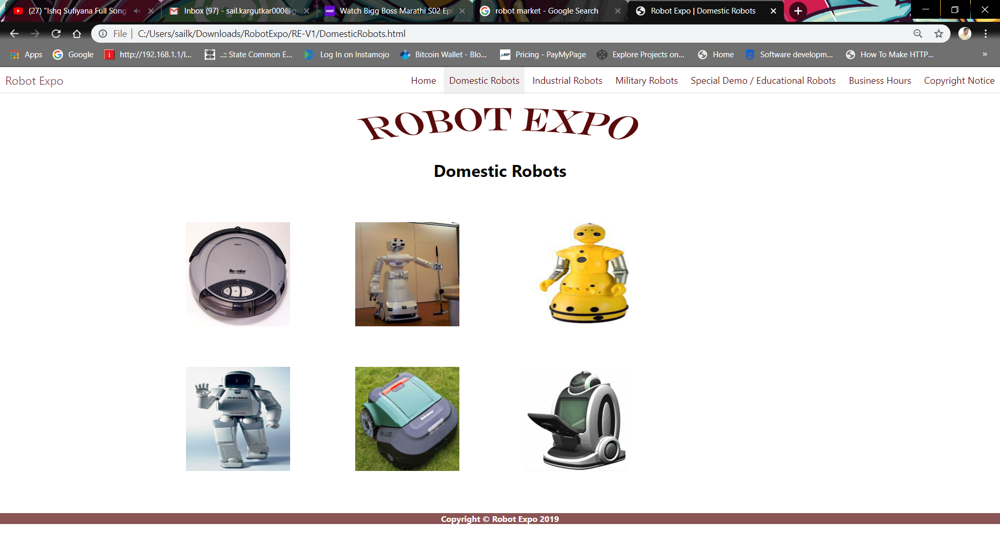 (27) "Ishq Sufiyana Full Song"
Inbox (97) - sail.kargutkar000@g
Watch Bigg Boss Marathi S02 Epi
robot market - Google Search
Robot Expo | Domestic Robots
File | C:/Users/sailk/Downloads/RobotExpo/RE-V1/DomesticRobots.html
Apps
Google
http://192.168.1.1/l...
..:: State Common E...
Log In on Instamojo
Bitcoin Wallet - Blo...
Pricing - PayMyPage
Explore Projects on...
Home
Software developm...
How To Make HTTP...
»
Robot Expo
Home
Domestic Robots
Industrial Robots
Military Robots
Special Demo / Educational Robots
Business Hours
Copyright Notice
ROBOT EXPO
Domestic Robots
Roomba
ASIMO
HONDA
Robomow
RS 630
Copyright © Robot Expo 2019